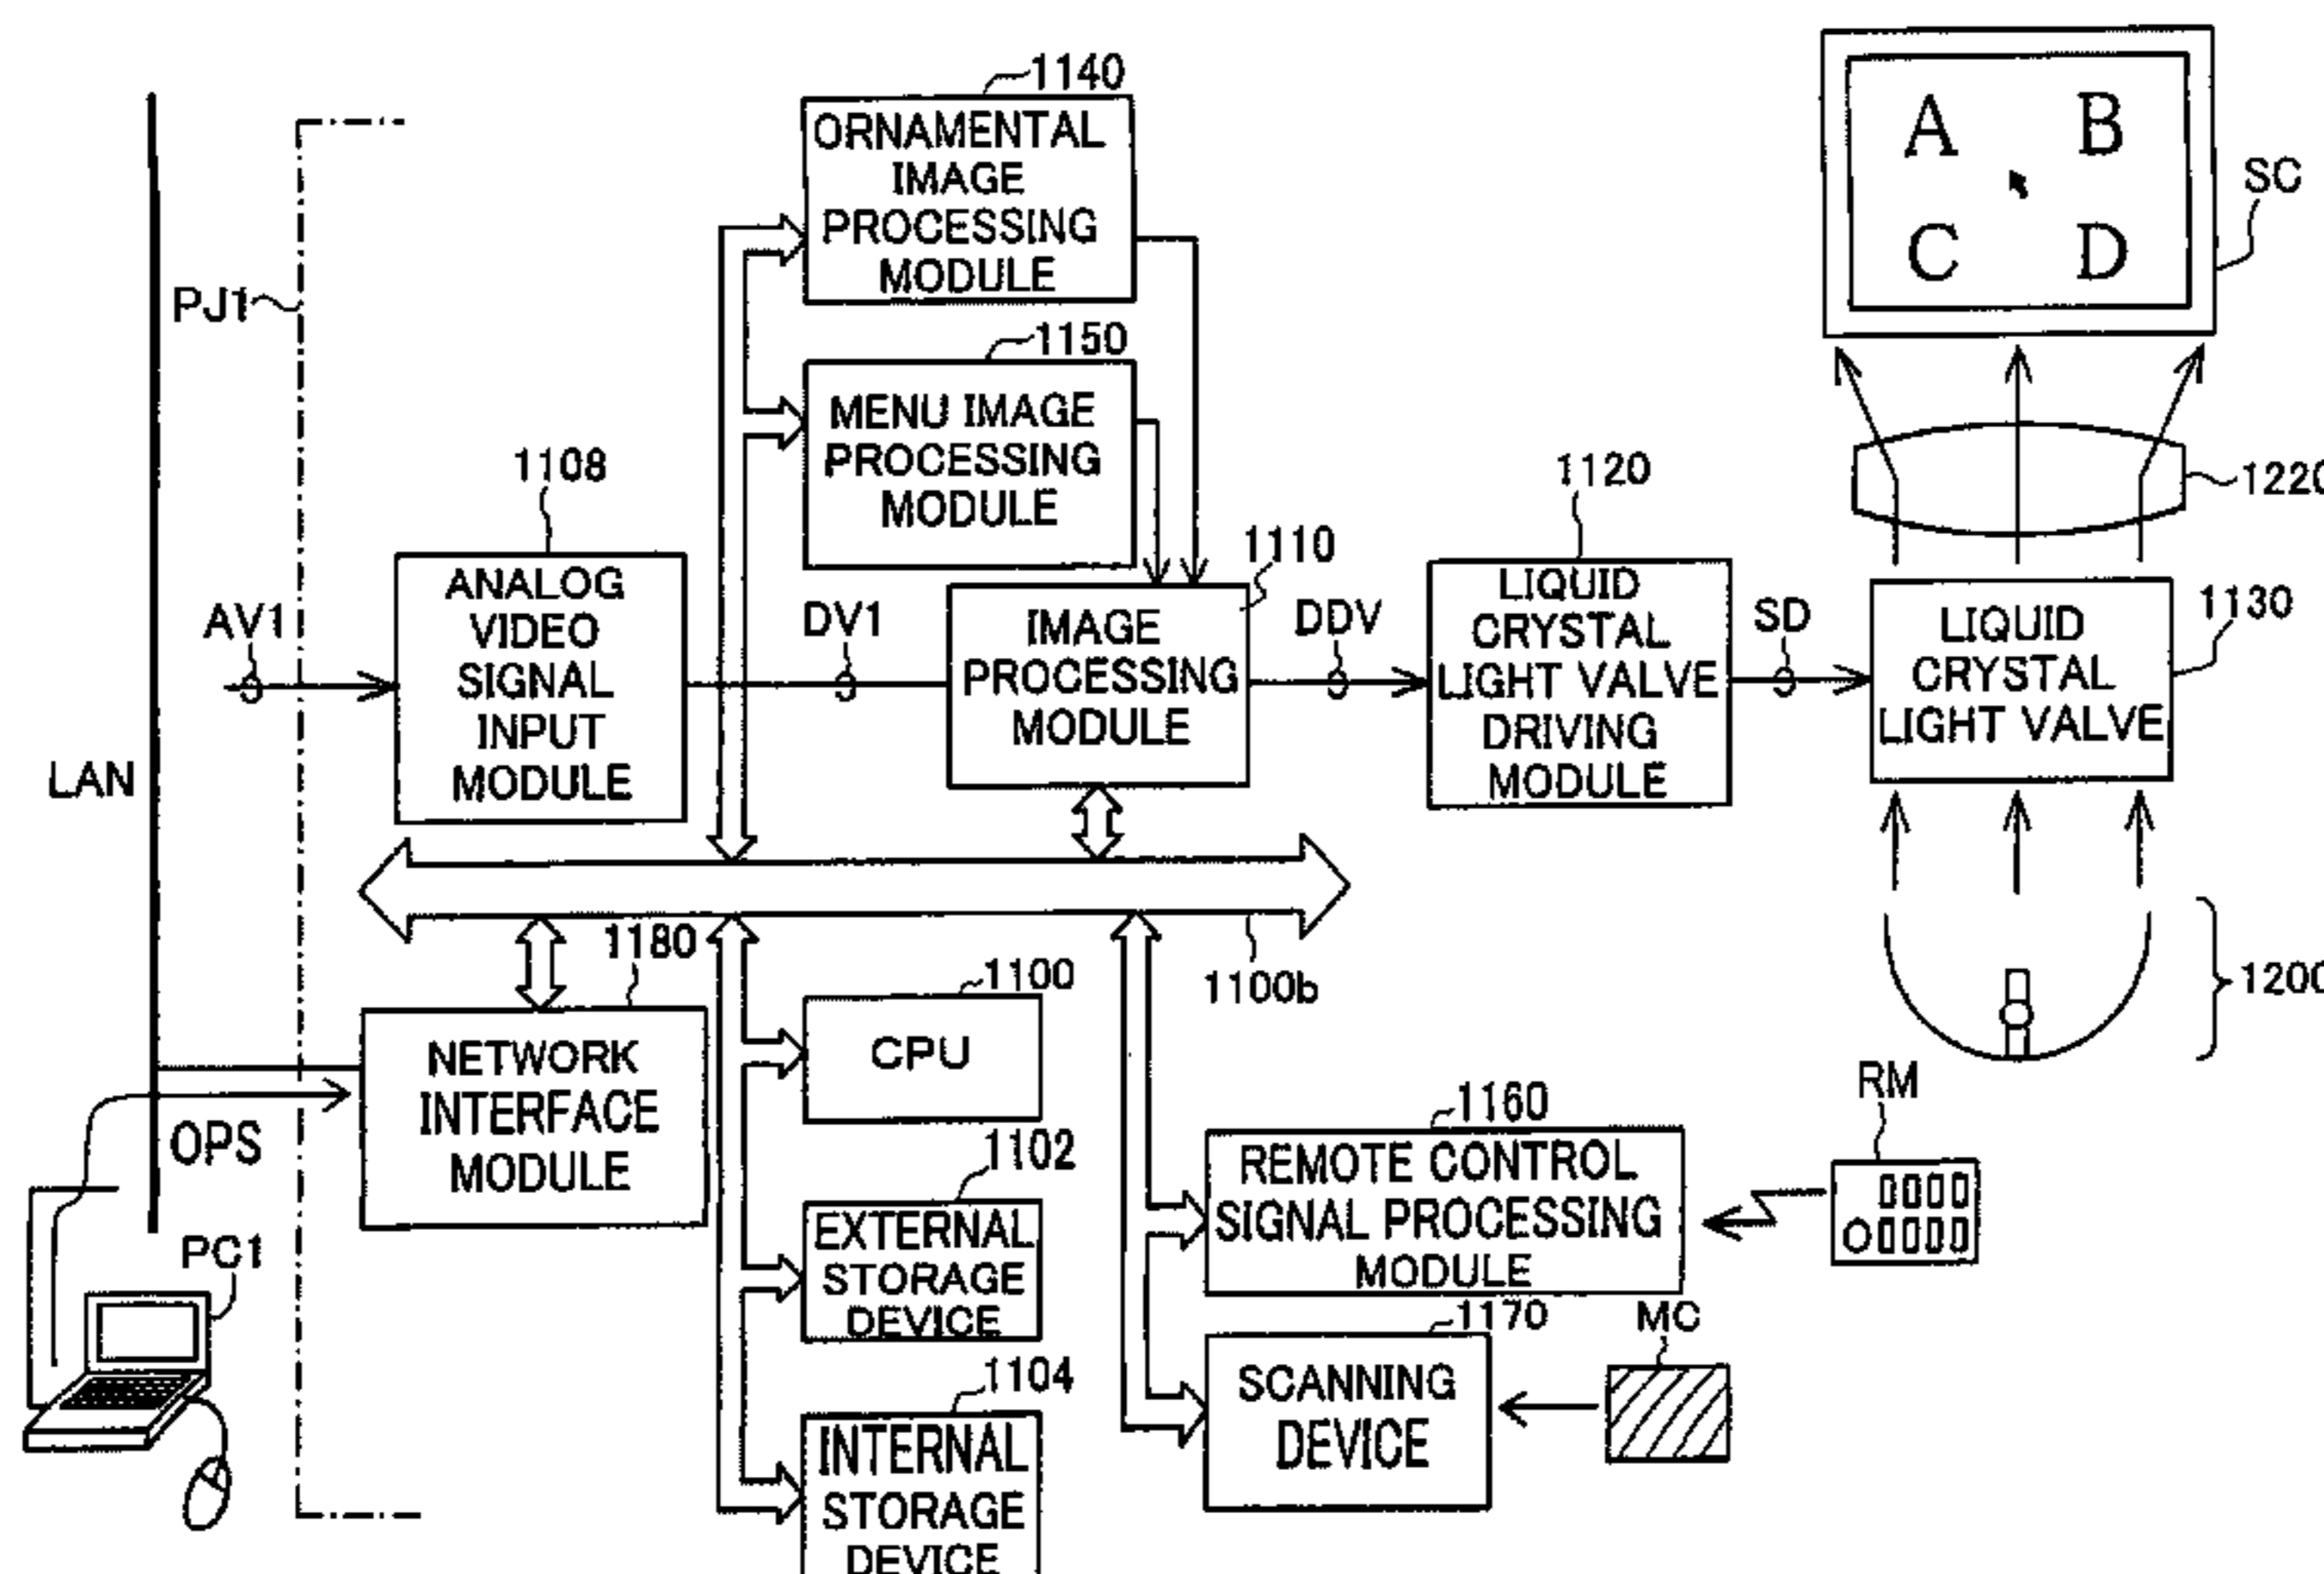 1140
ORNAMENTAL
IMAGE
PROCESSING
MODULE
A B
C D
SC
PJ1
1150
MENU IMAGE
PROCESSING
MODULE
1108
ANALOG
VIDEO
SIGNAL
INPUT
MODULE
AV1
DV1
1110
IMAGE
PROCESSING
MODULE
DDV
1120
LIQUID
CRYSTAL
LIGHT VALVE
DRIVING
MODULE
SD
1220
1130
LIQUID
CRYSTAL
LIGHT VALVE
LAN
1180
NETWORK
INTERFACE
MODULE
OPS
PC1
1100
CPU
1100b
1200
1102
EXTERNAL
STORAGE
DEVICE
1104
INTERNAL
STORAGE
DEVICE
1160
REMOTE CONTROL
SIGNAL PROCESSING
MODULE
RM
1170
SCANNING
DEVICE
MC